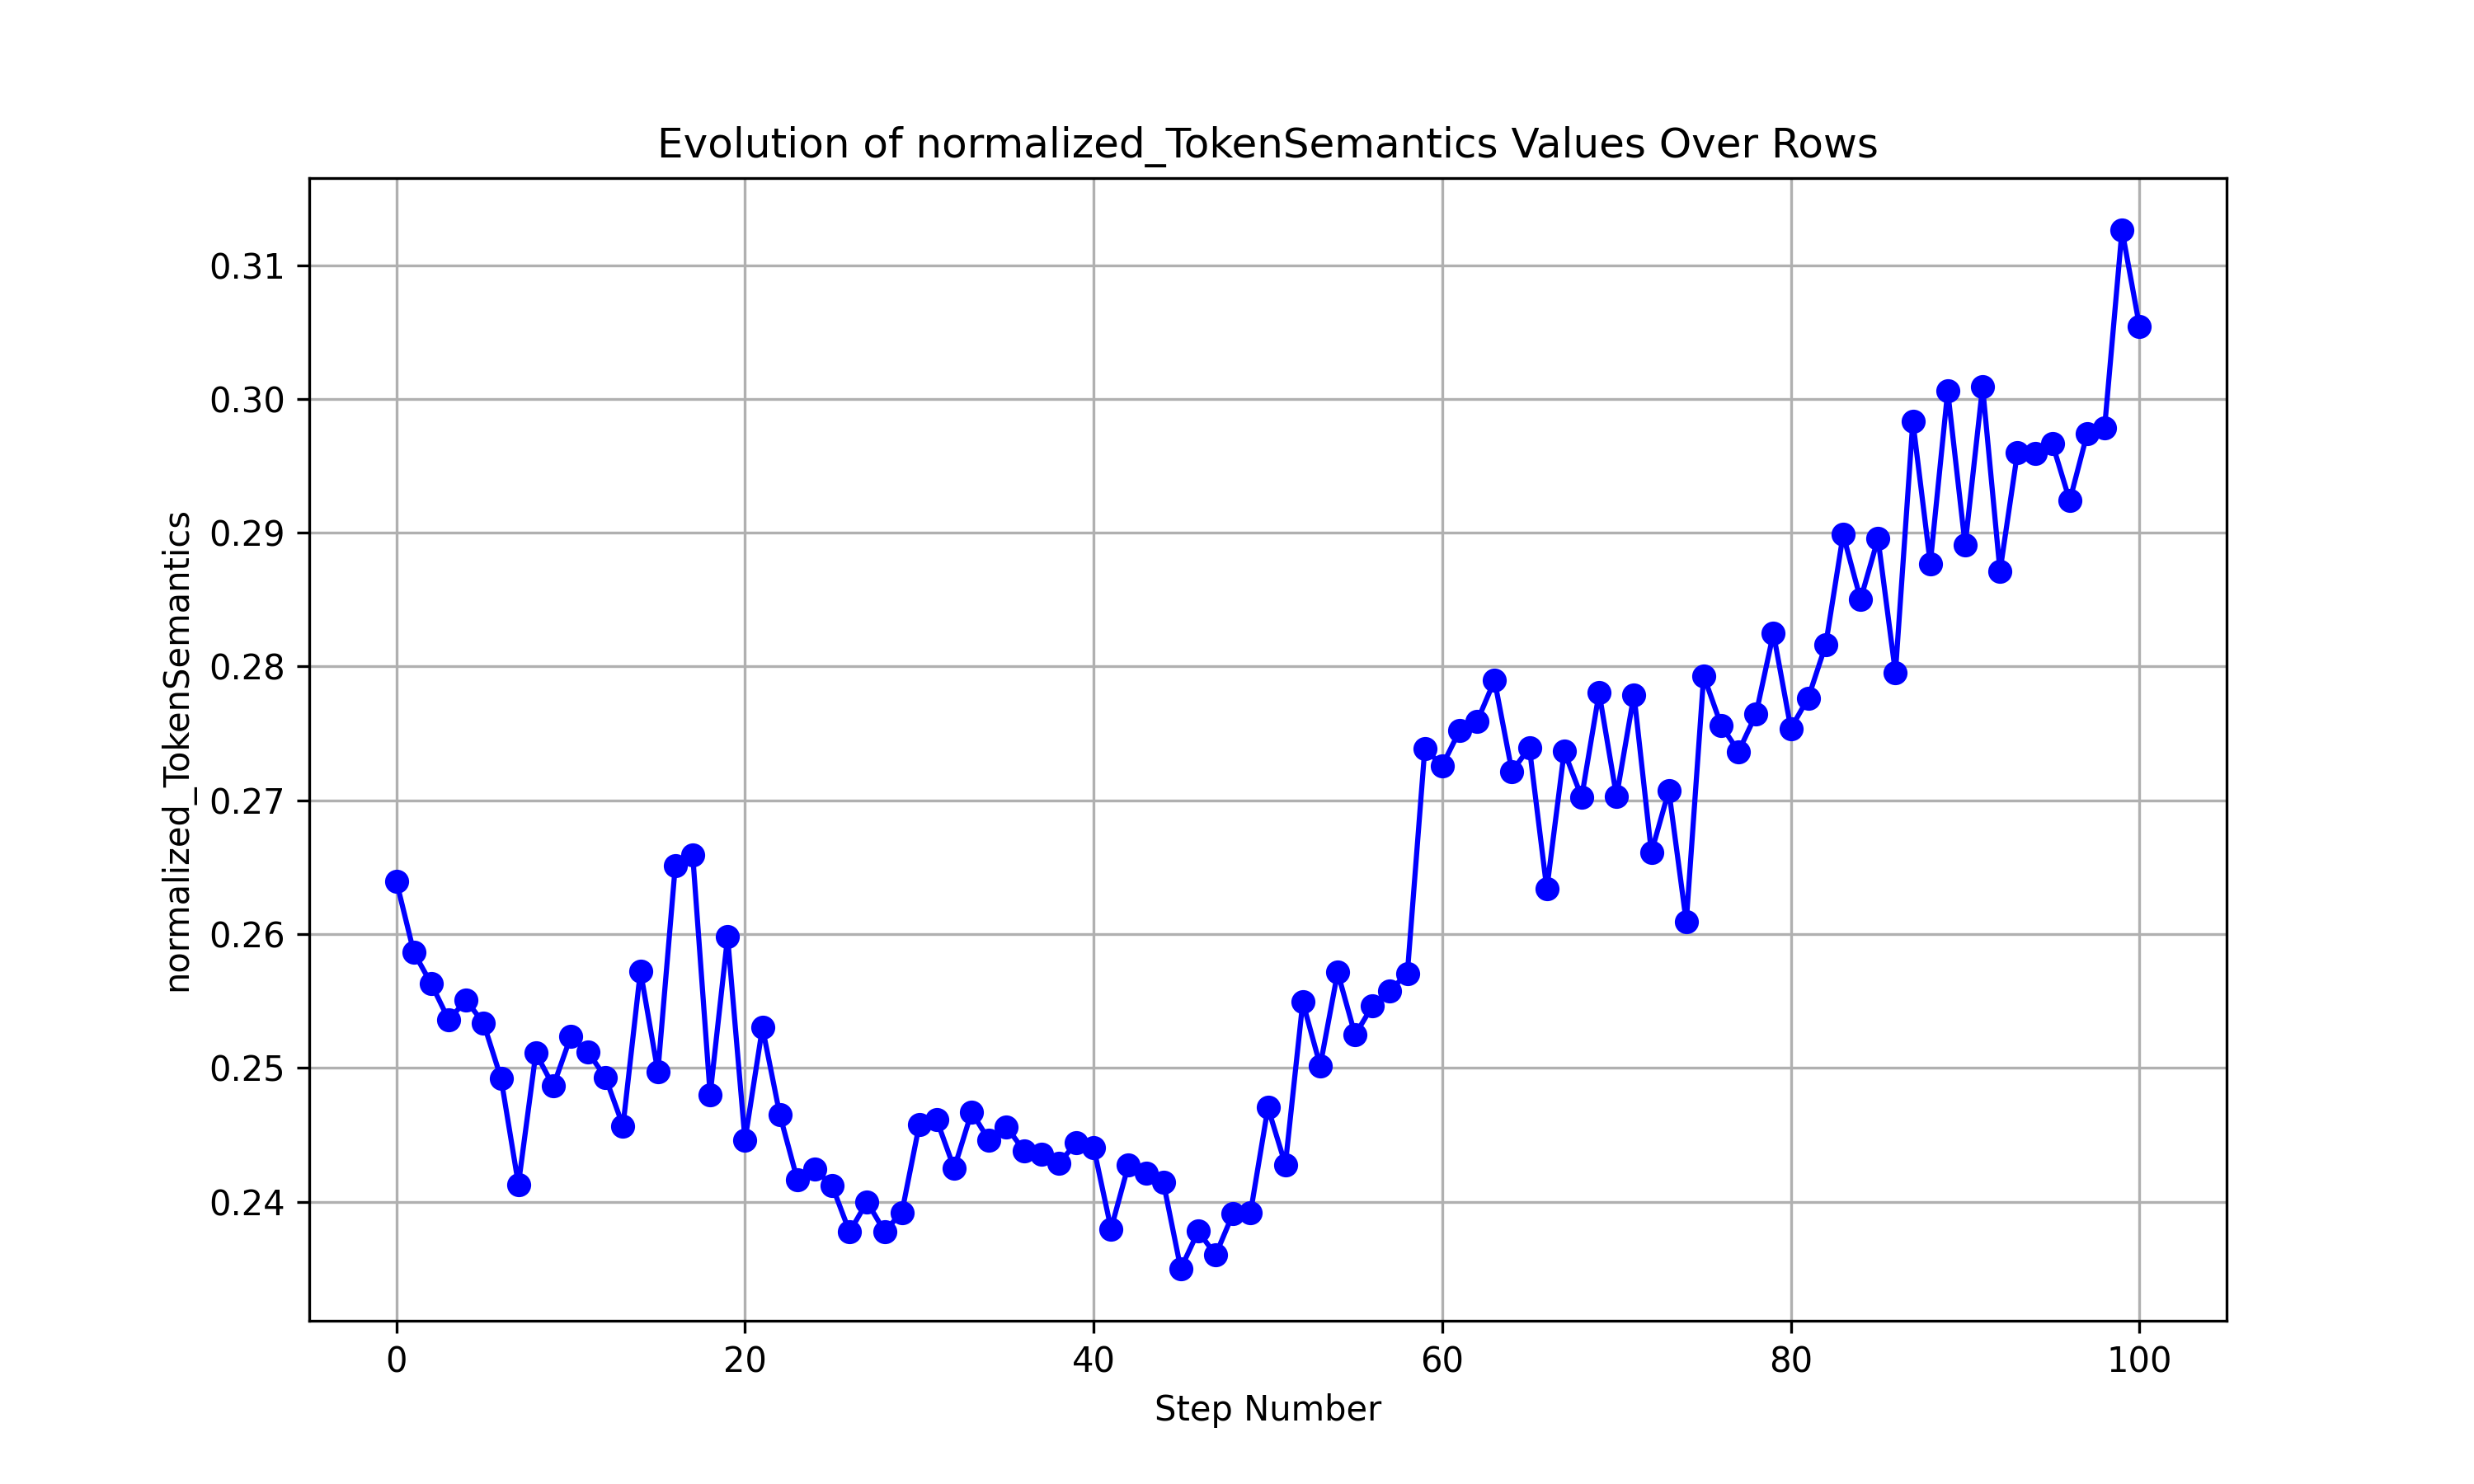 Evolution of normalized_TokenSemantics Values Over Rows
normalized_TokenSemantics
0.31
0.30
0.29
0.28
0.27
0.26
0.25
0.24
0 20 40 60 80 100
Step Number